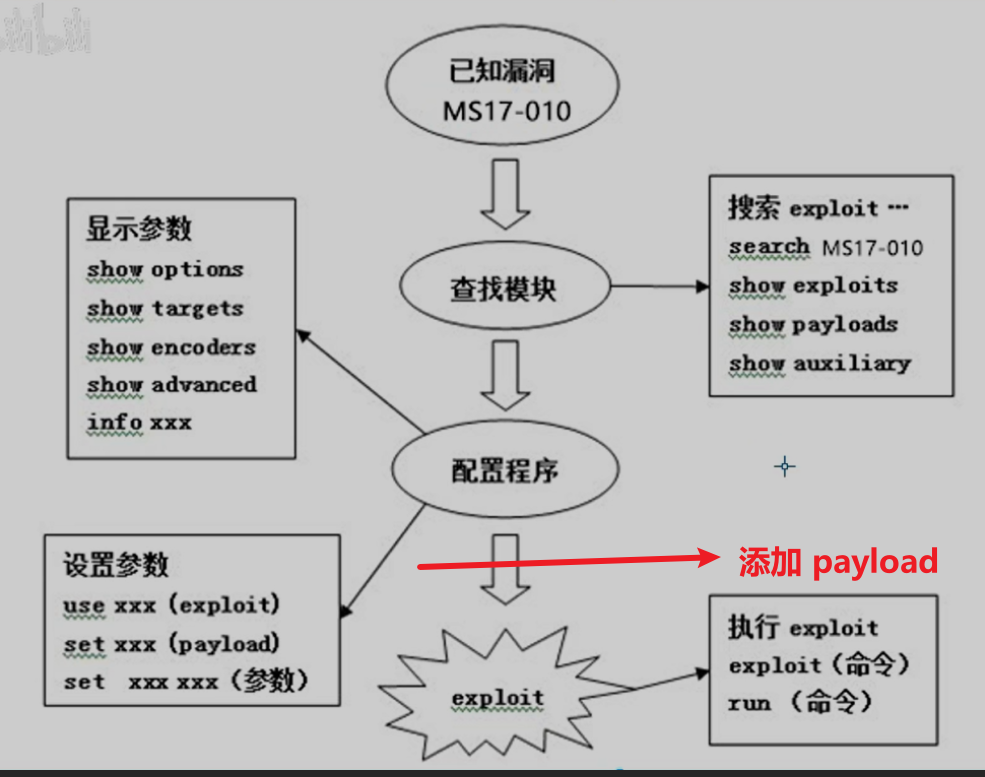 已知漏洞
MS17-010
显示参数
show options
show targets
show encoders
show advanced
info xxx
查找模块
搜索 exploit …
search MS17-010
show exploits
show payloads
show auxiliary
配置程序
添加 payload
设置参数
use xxx (exploit)
set xxx (payload)
set xxx xxx（参数）
exploit
执行 exploit
exploit（命令）
run （命令）